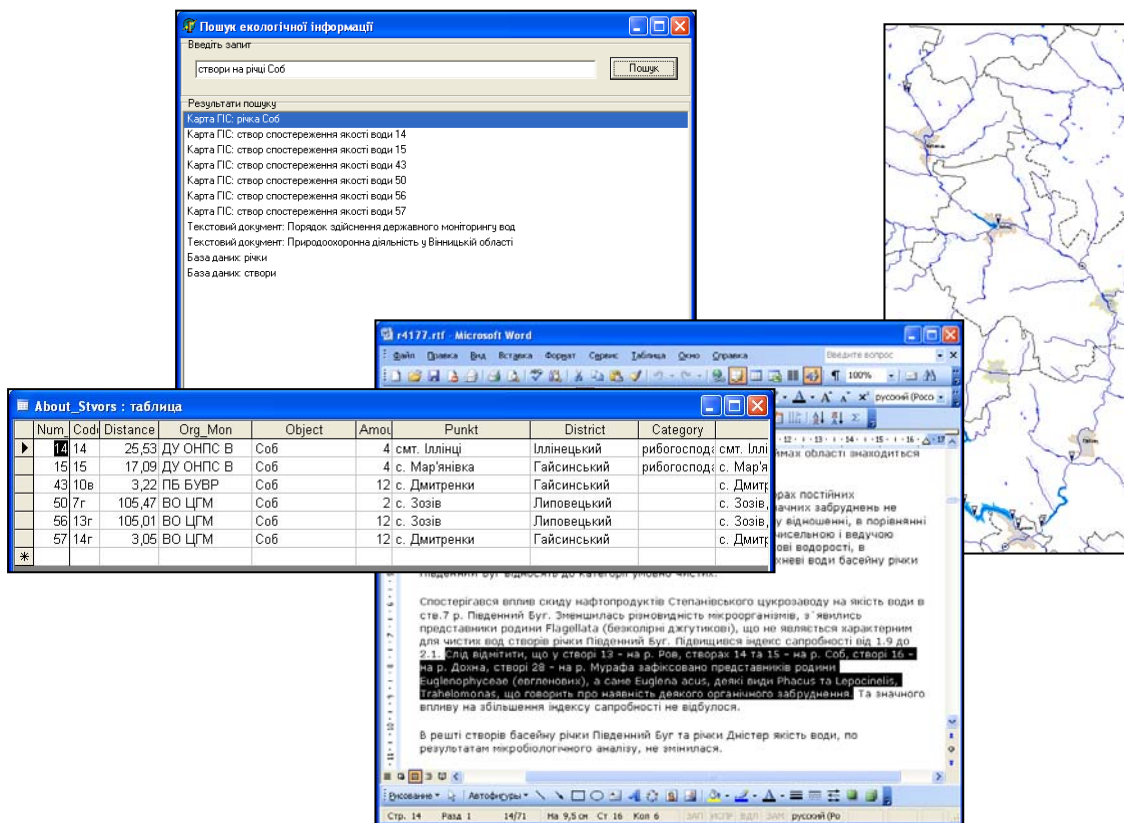 Пошук екологічної інформації
Введіть запит
створи на річці Соб
Пошук
Результати пошуку
Карта ГІС: річка Соб
Карта ГІС: створ спостереження якості води 14
Карта ГІС: створ спостереження якості води 15
Карта ГІС: створ спостереження якості води 43
Карта ГІС: створ спостереження якості води 50
Карта ГІС: створ спостереження якості води 56
Карта ГІС: створ спостереження якості води 57
Текстовий документ: Порядок здійснення державного моніторингу вод
Текстовий документ: Природоохоронна діяльність у Вінницькій області
База даних: річки
База даних: створи
r4177.rtf - Microsoft Word
Файл Правка Вид Вставка Формат Сервис Таблица Окно Справка Введите вопрос
100%
русский (Росс
12 13 14 15 16 17
About_Stvors : таблица
Num_ Cod Distance Org_Mon Object Amou Punkt District Category
14 14 25,53 ДУ ОНПС В Соб 4 смт. Іллінці Іллінецький рибогоспода смт. Іллі
15 15 17,09 ДУ ОНПС В Соб 4 с. Мар'янівка Гайсинський рибогоспода с. Мар'я
43 10в 3,22 ПБ БУВР Соб 12 с. Дмитренки Гайсинський с. Дмитр
50 7г 105,47 ВО ЦГМ Соб 2 с. Зозів Липовецький с. Зозів,
56 13г 105,01 ВО ЦГМ Соб 12 с. Зозів Липовецький с. Зозів,
57 14г 3,05 ВО ЦГМ Соб 12 с. Дмитренки Гайсинський с. Дмитр
ймах області знаходиться
орах постійних
ачних забруднень не
у відношенні, в порівнянні
исельною і ведучою
ові водорості, в
хневі води басейну річки
Південний Буг відносять до категорії умовно чистих.
Спостерігався вплив скиду нафтопродуктів Степанівського цукрозаводу на якість води в
ств.7 р. Південний Буг. Зменшилась різновидність мікроорганізмів, з`явились
представники родини Flagellata (безколірні джгутикові), що не являється характерним
для чистих вод створів річки Південний Буг. Підвищився індекс сапробності від 1.9 до
2.1. Слід відмітити, що у створі 13 – на р. Ров, створах 14 та 15 – на р. Соб, створі 16 –
на р. Дохна, створі 28 – на р. Мурафа зафіксовано представників родини
Euglenophyceae (евгленових), а саме Euglena acus, деякі види Phacus та Lepocinelis,
Trahelomonas, що говорить про наявність деякого органічного забруднення. Та значного
впливу на збільшення індексу сапробності не відбулося.
В решті створів басейну річки Південний Буг та річки Дністер якість води, по
результатам мікробіологічного аналізу, не змінилася.
Рисование Автофигуры
Стр. 14 Разд 1 14/71 На 9,5см Ст 16 Кол 6 ЗАП ИСПР ВДЛ ЗАМ русский (Ро